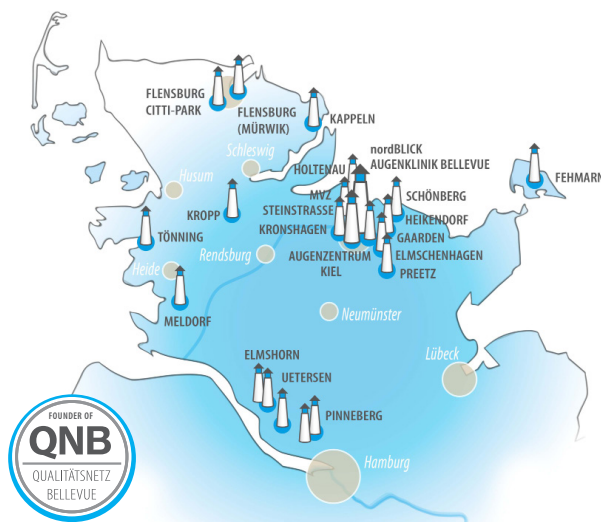 FLENSBURG
CITTI-PARK
FLENSBURG
(MÜRWIK)
KAPPELN
Schleswig
Husum
nordBLICK
AUGENKLINIK BELLEVUE
HOLTENAU
FEHMARN
MVZ
SCHÖNBERG
KROPP
STEINSTRASSE
HEIKENDORF
KRONSHAGEN
GAARDEN
TÖNNING
Rendsburg
AUGENZENTRUM
KIEL
ELMSCHENHAGEN
PREETZ
Heide
MELDORF
Neumünster
Lübeck
ELMSHORN
UETERSEN
PINNEBERG
Hamburg
FOUNDER OF
QNB
QUALITÄTSNETZ
BELLEVUE